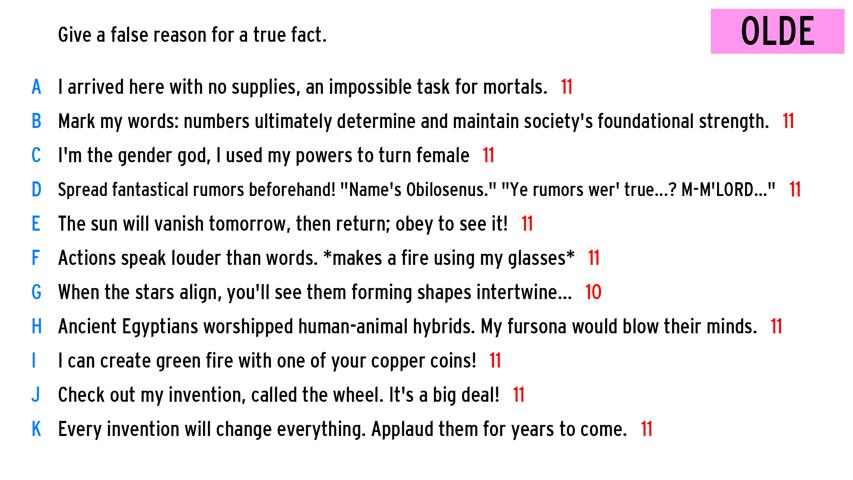 Give a false reason for a true fact.
OLDE
A I arrived here with no supplies, an impossible task for mortals. 11
B Mark my words: numbers ultimately determine and maintain society's foundational strength. 11
C I'm the gender god, I used my powers to turn female 11
D Spread fantastical rumors beforehand! "Name's Obilosenus." "Ye rumors wer' true...? M-M'LORD..." 11
E The sun will vanish tomorrow, then return; obey to see it! 11
F Actions speak louder than words. *makes a fire using my glasses* 11
G When the stars align, you'll see them forming shapes intertwine... 10
H Ancient Egyptians worshipped human-animal hybrids. My fursona would blow their minds. 11
I I can create green fire with one of your copper coins! 11
J Check out my invention, called the wheel. It's a big deal! 11
K Every invention will change everything. Applaud them for years to come. 11